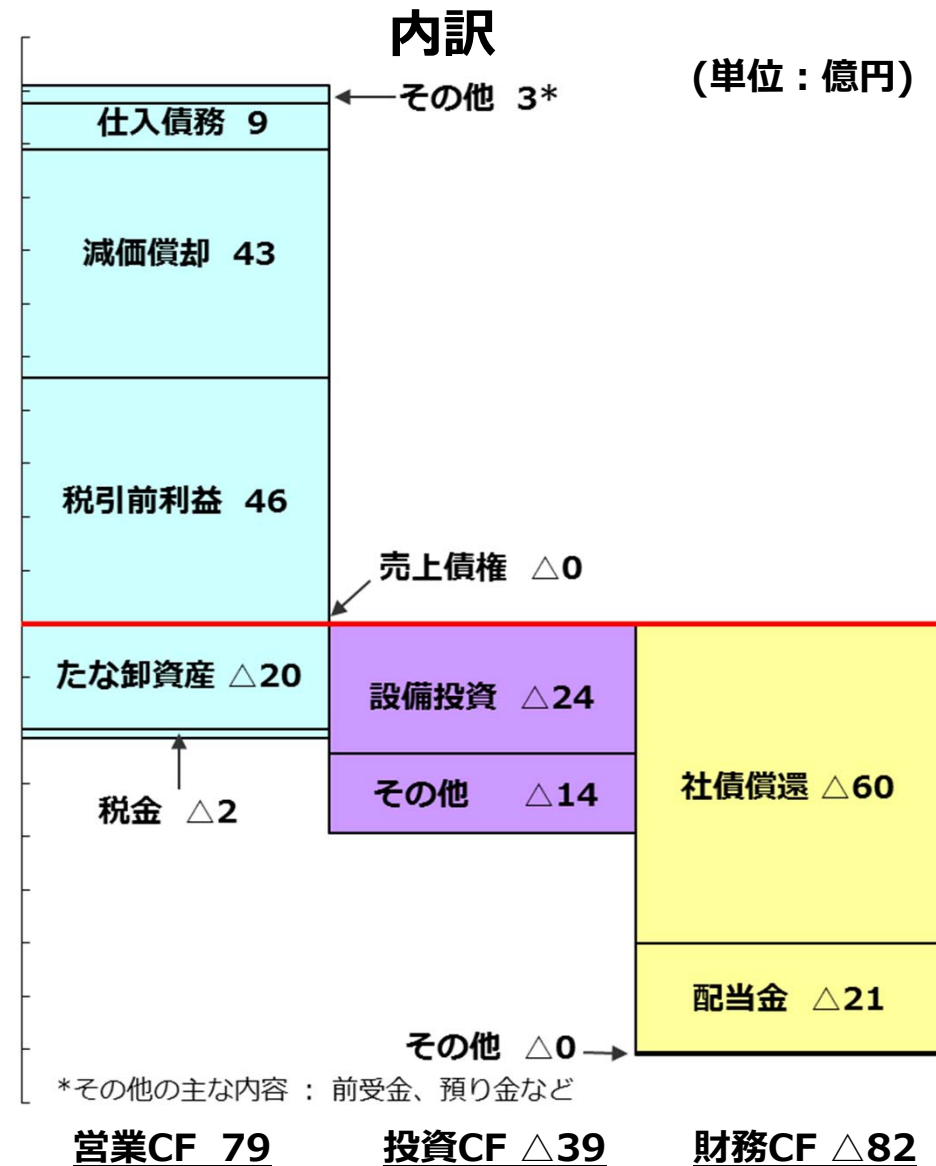 内訳
(単位：億円)
その他 3*
仕入債務 9
減価償却 43
税引前利益 46
売上債権 △0
たな卸資産 △20
税金 △2
設備投資 △24
その他 △14
社債償還 △60
配当金 △21
その他 △0
*その他の主な内容 ： 前受金、預り金など
営業CF 79
投資CF △39
財務CF △82